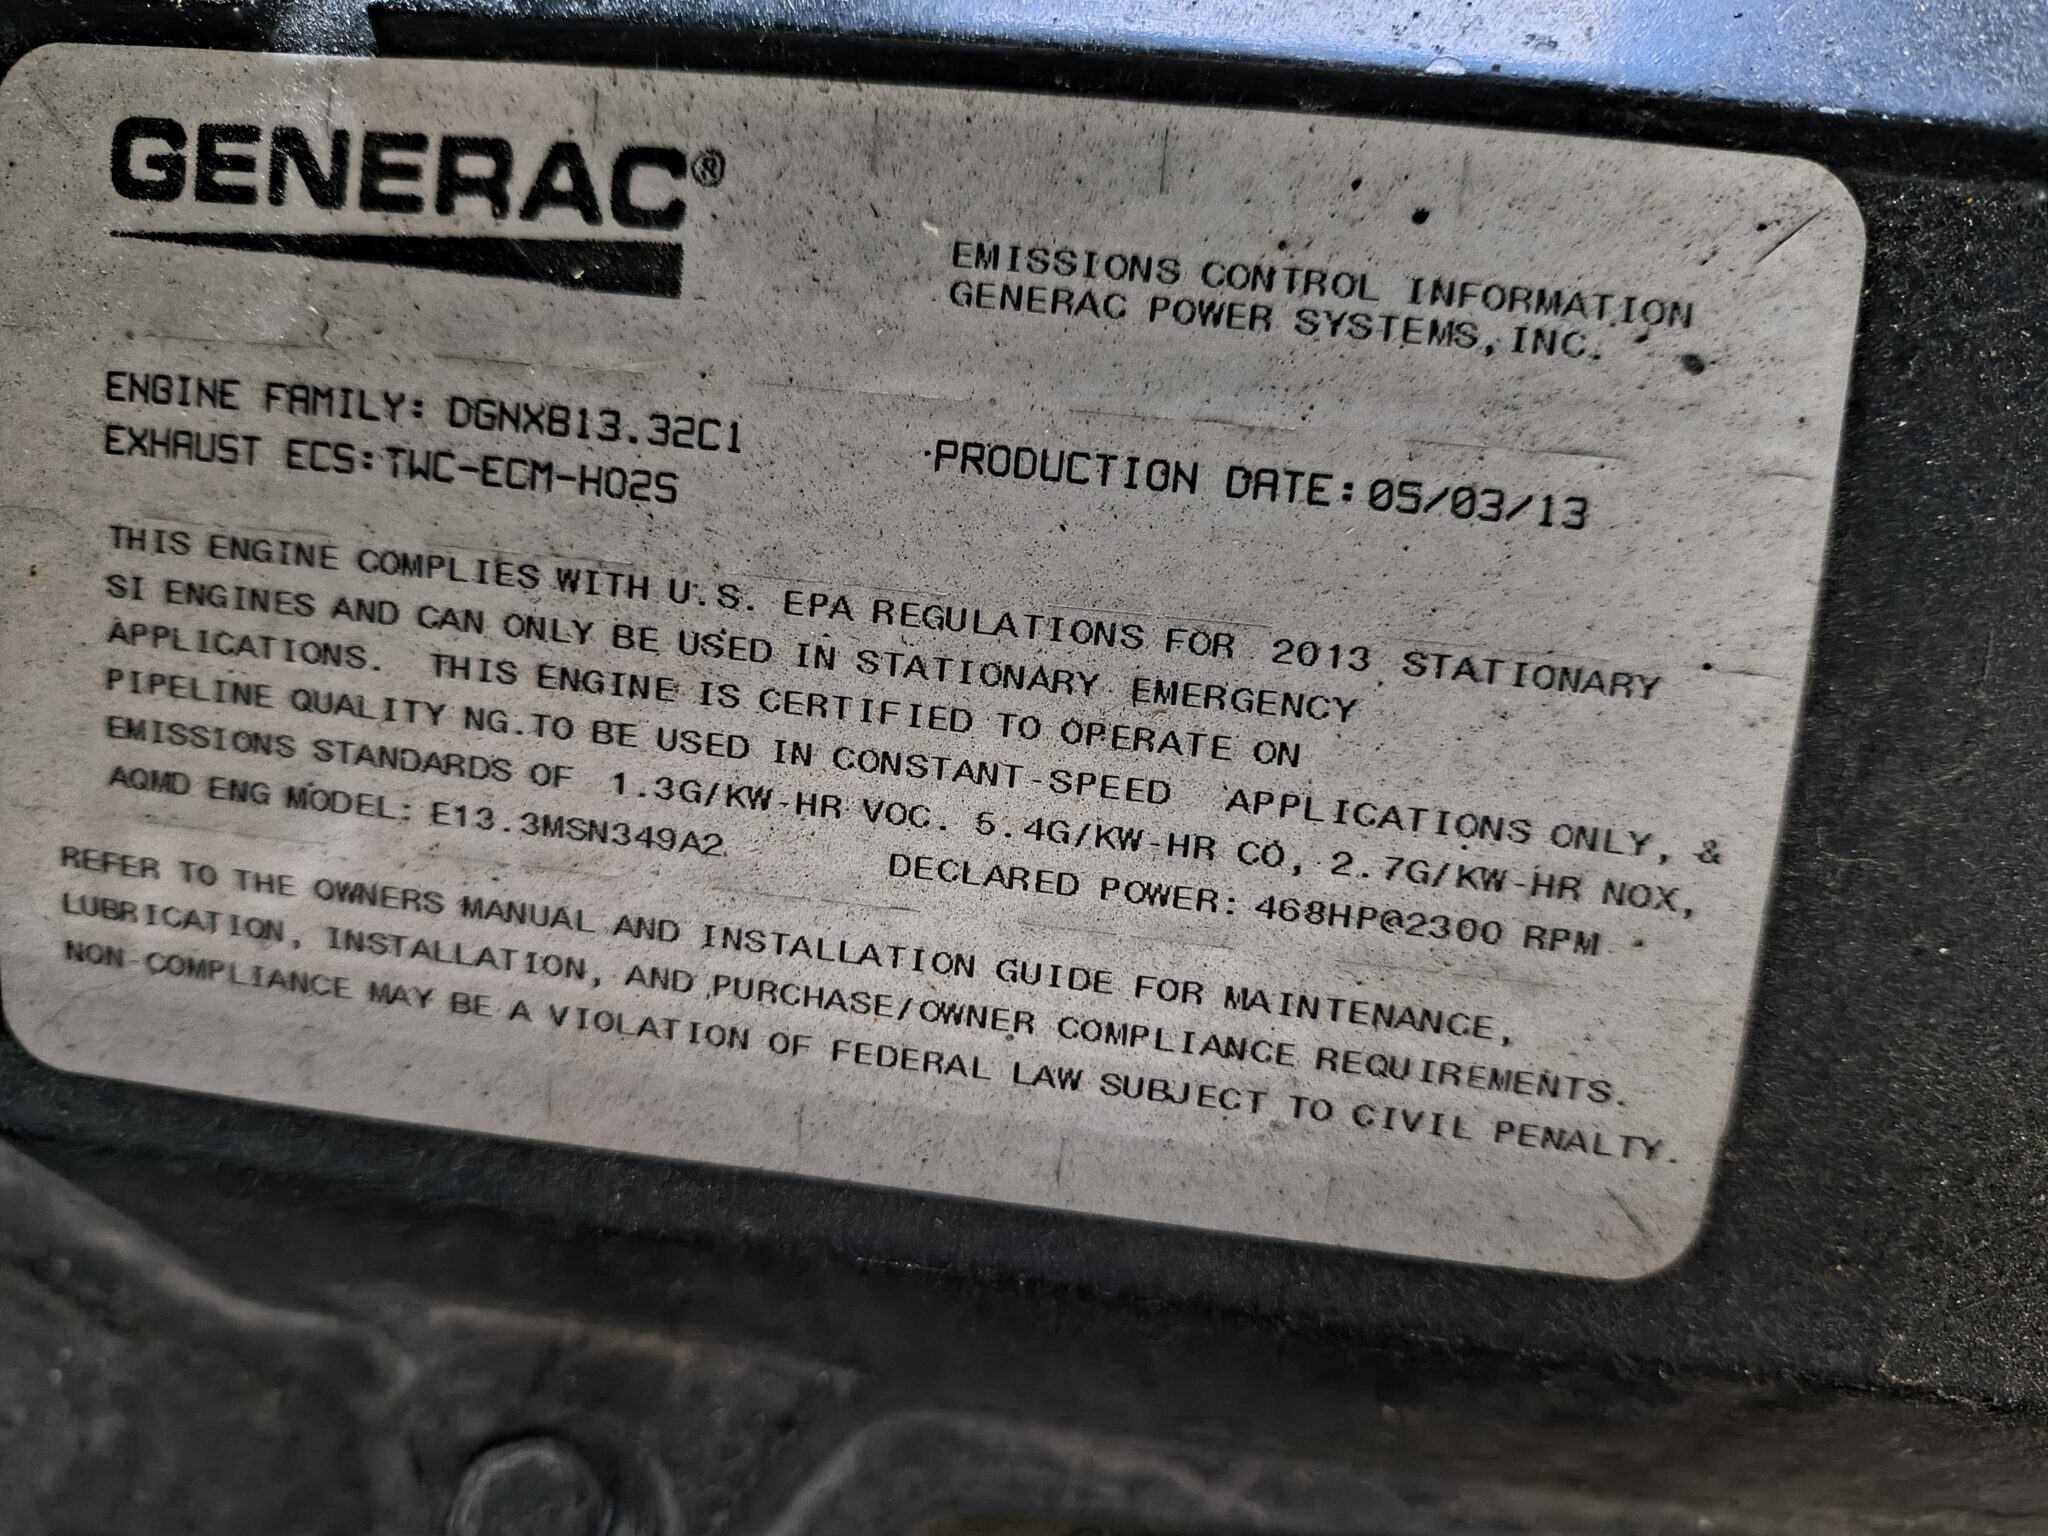 GENERAC®
EMISSIONS CONTROL INFORMATION
GENERAC POWER SYSTEMS, INC.
ENGINE FAMILY: DGNXB13.32C1
EXHAUST ECS:TWC-ECM-HO2S
PRODUCTION DATE:05/03/13
THIS ENGINE COMPLIES WITH U.S. EPA REGULATIONS FOR 2013 STATIONARY
SI ENGINES AND CAN ONLY BE USED IN STATIONARY EMERGENCY
APPLICATIONS. THIS ENGINE IS CERTIFIED TO OPERATE ON
PIPELINE QUALITY NG.TO BE USED IN CONSTANT-SPEED APPLICATIONS ONLY, &
EMISSIONS STANDARDS OF 1.3G/KW-HR VOC. 5.4G/KW-HR CO, 2.7G/KW-HR NOX,
AQMD ENG MODEL: E13.3MSN349A2 DECLARED POWER: 468HP@2300 RPM
REFER TO THE OWNERS MANUAL AND INSTALLATION GUIDE FOR MAINTENANCE,
LUBRICATION, INSTALLATION, AND PURCHASE/OWNER COMPLIANCE REQUIREMENTS.
NON-COMPLIANCE MAY BE A VIOLATION OF FEDERAL LAW SUBJECT TO CIVIL PENALTY.